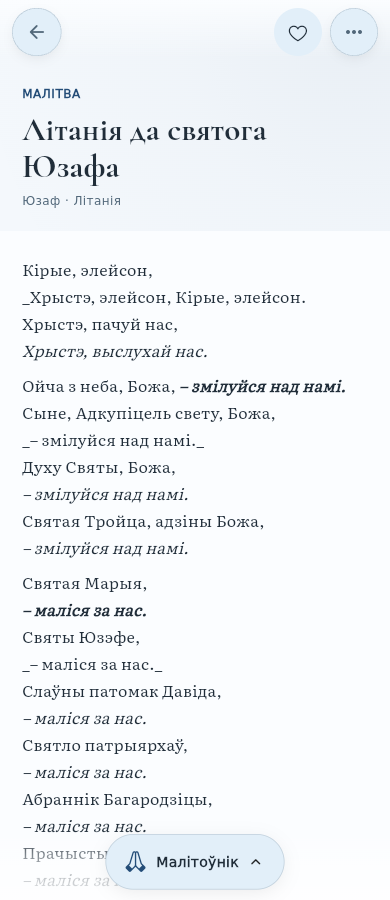 МАЛІТВА
Літанія да святога
Юзафа
Юзаф · Літанія
Кірые, элейсон,
_Хрыстэ, элейсон, Кірые, элейсон.
Хрыстэ, пачуй нас,
Хрыстэ, выслухай нас.
Ойча з неба, Божа, – змілуйся над намі.
Сыне, Адкупіцель свету, Божа,
_– змілуйся над намі._
Духу Святы, Божа,
– змілуйся над намі.
Святая Тройца, адзіны Божа,
– змілуйся над намі.
Святая Марыя,
– маліся за нас.
Святы Юзэфе,
_– маліся за нас._
Слаўны патомак Давіда,
– маліся за нас.
Святло патрыярхаў,
– маліся за нас.
Абраннік Багародзіцы,
– маліся за нас.
Прачысты
– маліся за
Малітоўнік